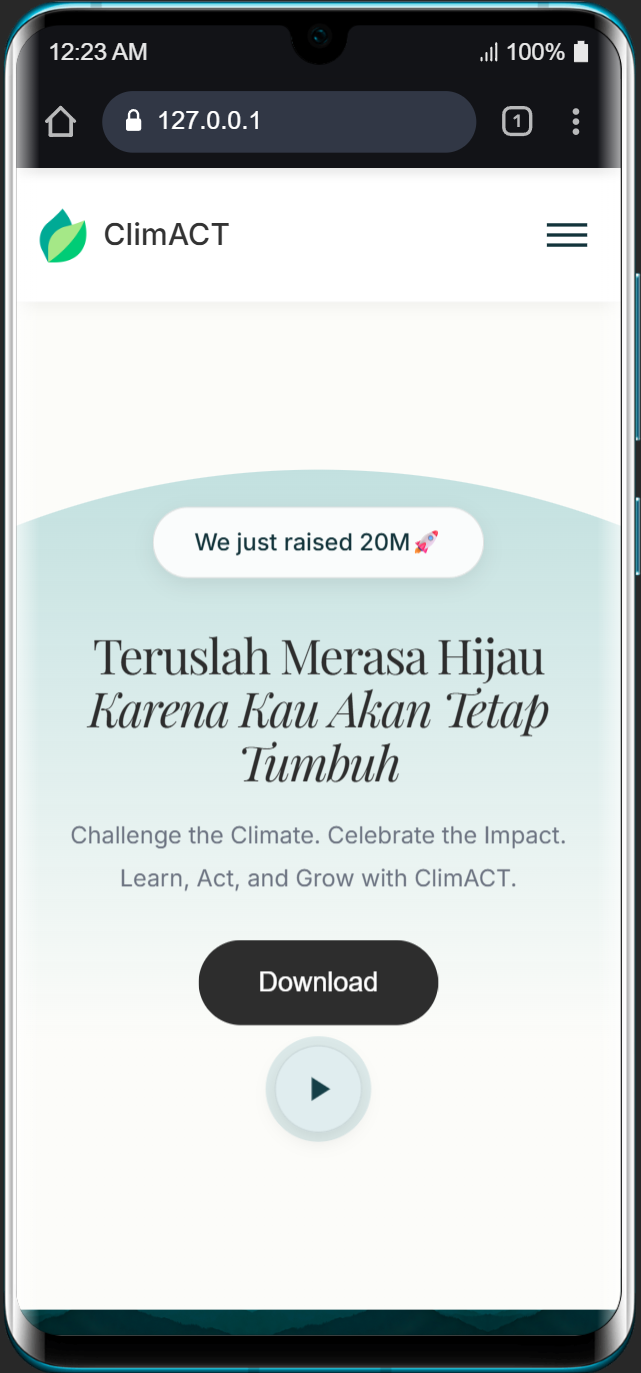 12:23 AM 100%
127.0.0.1 1
ClimACT
We just raised 20M🚀
Teruslah Merasa Hijau
Karena Kau Akan Tetap
Tumbuh
Challenge the Climate. Celebrate the Impact.
Learn, Act, and Grow with ClimACT.
Download